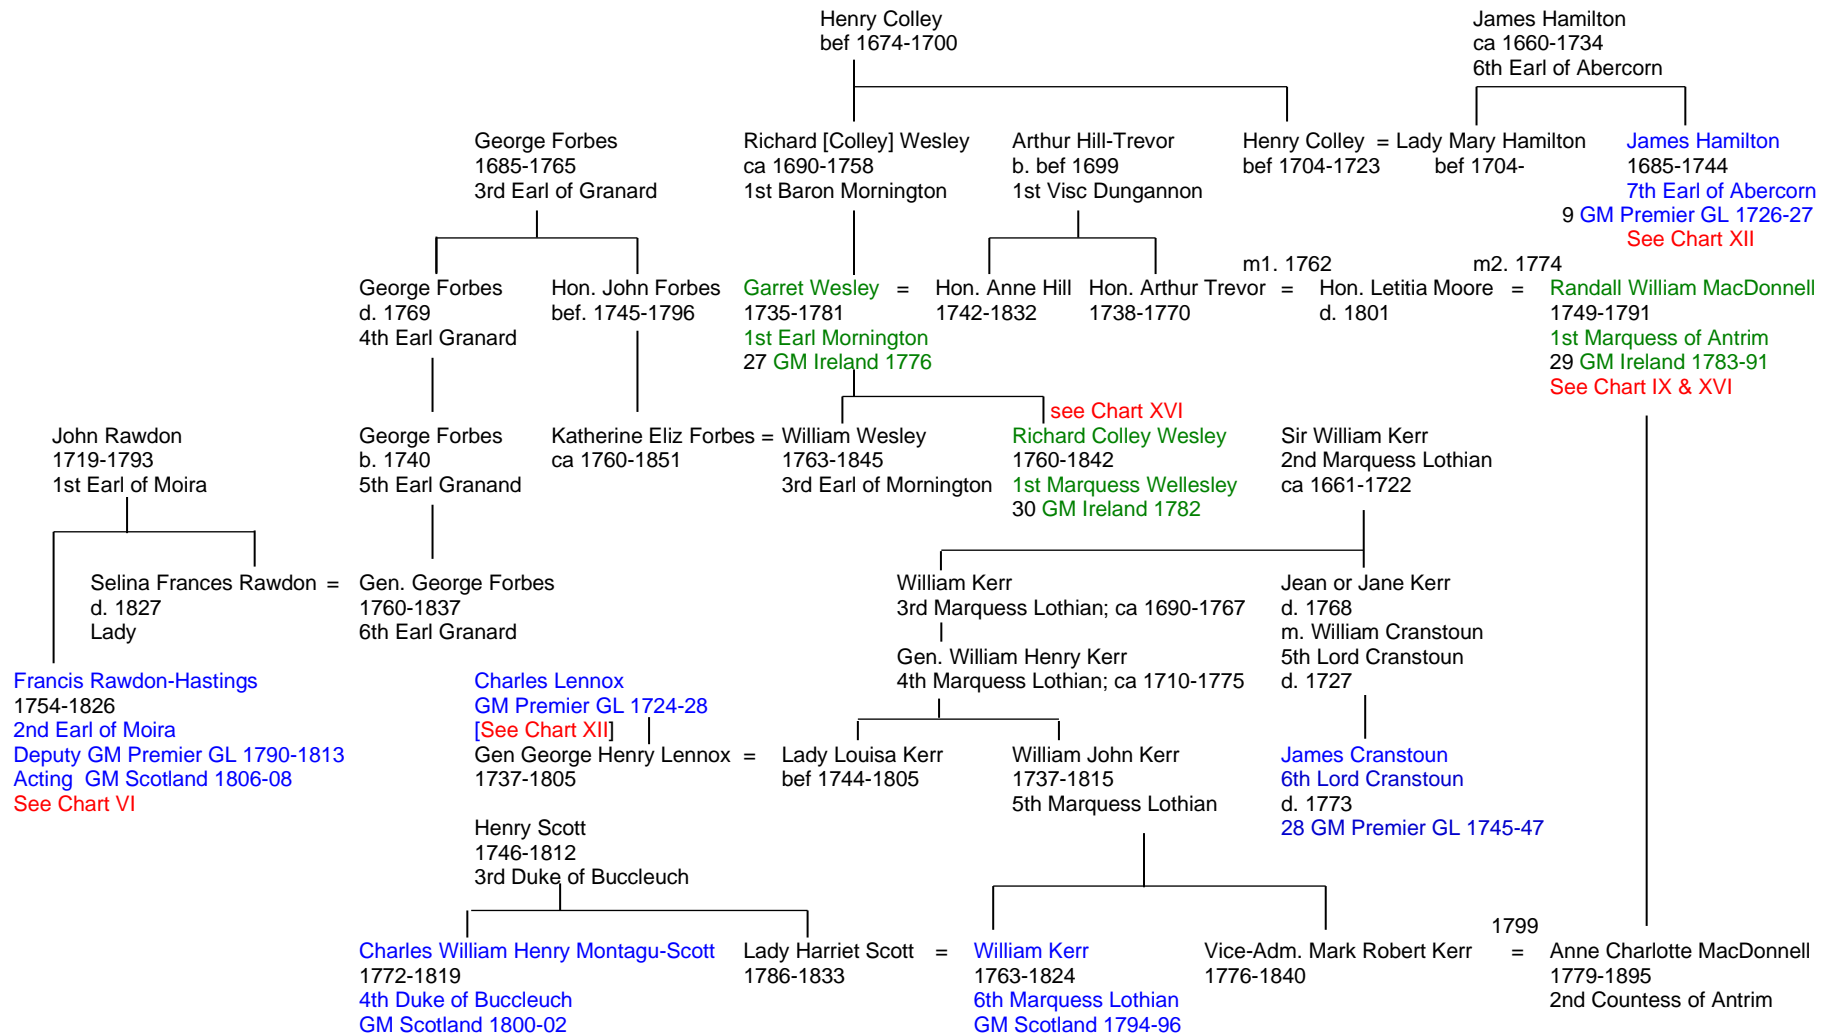 Henry Colley
bef 1674-1700
James Hamilton
ca 1660-1734
6th Earl of Abercorn
George Forbes
1685-1765
3rd Earl of Granard
Richard [Colley] Wesley
ca 1690-1758
1st Baron Mornington
Arthur Hill-Trevor
b. bef 1699
1st Visc Dungannon
Henry Colley = Lady Mary Hamilton
bef 1704-1723 bef 1704-
James Hamilton
1685-1744
7th Earl of Abercorn
9 GM Premier GL 1726-27
See Chart XII
George Forbes
d. 1769
4th Earl Granard
Hon. John Forbes
bef. 1745-1796
Garret Wesley =
1735-1781
1st Earl Mornington
27 GM Ireland 1776
Hon. Anne Hill
1742-1832
Hon. Arthur Trevor =
1738-1770
m1. 1762
Hon. Letitia Moore =
d. 1801
m2. 1774
Randall William MacDonnell
1749-1791
1st Marquess of Antrim
29 GM Ireland 1783-91
See Chart IX & XVI
John Rawdon
1719-1793
1st Earl of Moira
George Forbes
b. 1740
5th Earl Granand
Katherine Eliz Forbes =
ca 1760-1851
William Wesley
1763-1845
3rd Earl of Mornington
see Chart XVI
Richard Colley Wesley
1760-1842
1st Marquess Wellesley
30 GM Ireland 1782
Sir William Kerr
2nd Marquess Lothian
ca 1661-1722
Selina Frances Rawdon =
d. 1827
Lady
Gen. George Forbes
1760-1837
6th Earl Granard
William Kerr
3rd Marquess Lothian; ca 1690-1767
Jean or Jane Kerr
d. 1768
m. William Cranstoun
5th Lord Cranstoun
d. 1727
Gen. William Henry Kerr
4th Marquess Lothian; ca 1710-1775
Francis Rawdon-Hastings
1754-1826
2nd Earl of Moira
Deputy GM Premier GL 1790-1813
Acting GM Scotland 1806-08
See Chart VI
Charles Lennox
GM Premier GL 1724-28
[See Chart XII]
Gen George Henry Lennox =
1737-1805
Lady Louisa Kerr
bef 1744-1805
William John Kerr
1737-1815
5th Marquess Lothian
James Cranstoun
6th Lord Cranstoun
d. 1773
28 GM Premier GL 1745-47
Henry Scott
1746-1812
3rd Duke of Buccleuch
Charles William Henry Montagu-Scott
1772-1819
4th Duke of Buccleuch
GM Scotland 1800-02
Lady Harriet Scott =
1786-1833
William Kerr
1763-1824
6th Marquess Lothian
GM Scotland 1794-96
Vice-Adm. Mark Robert Kerr
1776-1840
1799
=
Anne Charlotte MacDonnell
1779-1895
2nd Countess of Antrim